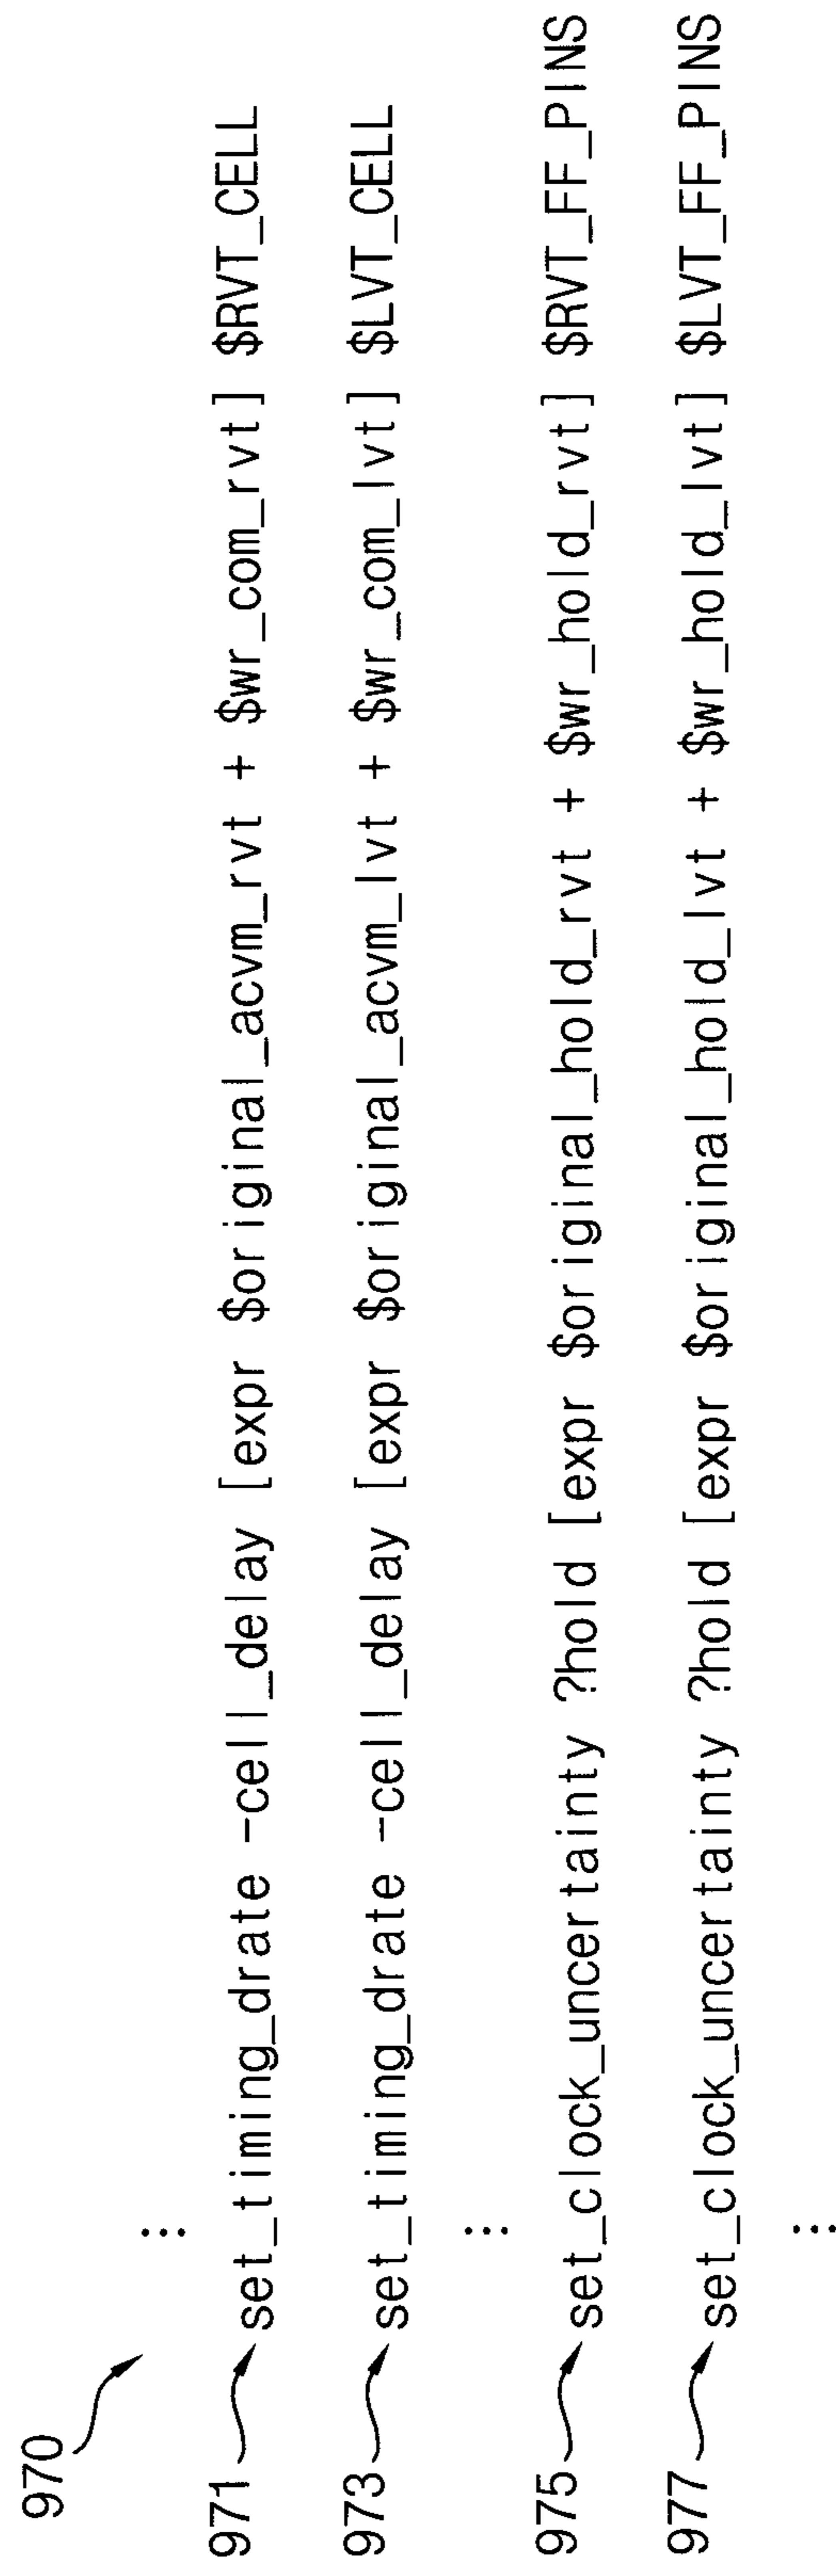 970
⋮
971 set_timing_drate -cell_delay [expr $original_acvm_rvt + $wr_com_rvt] $RVT_CELL
973 set_timing_drate -cell_delay [expr $original_acvm_lvt + $wr_com_lvt] $LVT_CELL
⋮
975 set_clock_uncertainty ?hold [expr $original_hold_rvt + $wr_hold_rvt] $RVT_FF_PINS
977 set_clock_uncertainty ?hold [expr $original_hold_lvt + $wr_hold_lvt] $LVT_FF_PINS
⋮